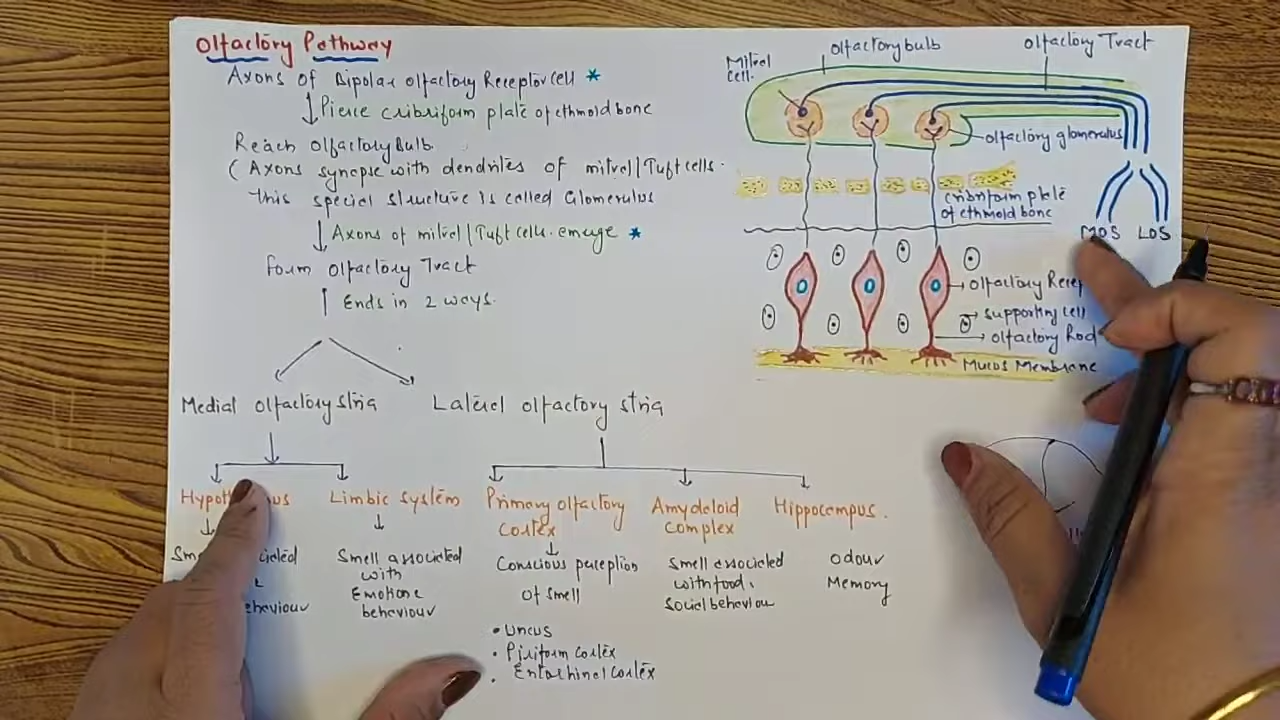 Olfactory Pathway
Axons of Bipolar olfactory Receptor cell *
Pierce cribriform plate of ethmoid bone
Reach Olfactory Bulb
(Axons synapse with dendrites of mitral/Tuft cells.
This special structure is called Glomerulus
Axons of mitral/Tuft cells emerge *
form Olfactory Tract
Ends in 2 ways.
Medial olfactory stria
Lateral olfactory stria
Limbic system
Primary olfactory
Cortex
Amydeloid
complex
Hippocampus.
Smell associated
with
Emotional
behaviour
Conscious perception
of smell
• Uncus
• Piriform cortex
• Entorhinal cortex
Smell associated
with food,
Social behaviour
Odour
Memory
Mitral
cell.
olfactory bulb
olfactory Tract
olfactory glomerulus
cribriform plate
of ethmoid bone
MOS LOS
olfactory Recep
supporting cell
olfactory Rod
Mucus Membrane